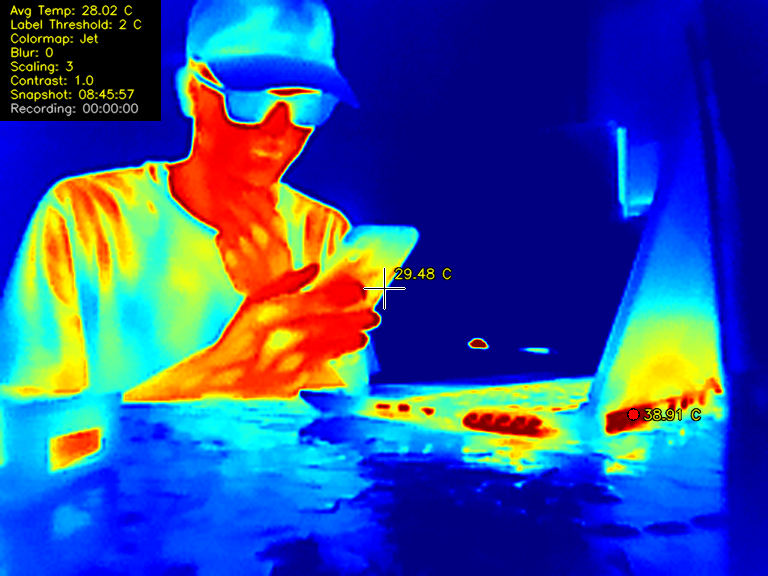 Avg Temp: 28.02 C
Label Threshold: 2 C
Colormap: Jet
Blur: 0
Scaling: 3
Contrast: 1.0
Snapshot: 08:45:57
Recording: 00:00:00
29.48 C
38.91 C